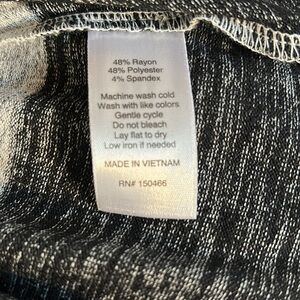 48% Rayon
48% Polyester
4% Spandex
Machine wash cold
Wash with like colors
Gentle cycle
Do not bleach
Lay flat to dry
Low iron if needed
MADE IN VIETNAM
RN# 150466